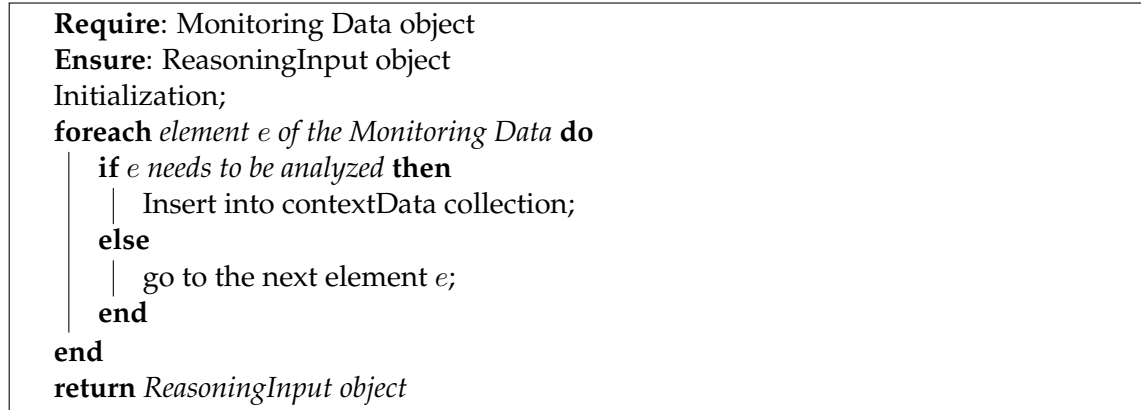 Require: Monitoring Data object
Ensure: ReasoningInput object
Initialization;
foreach element e of the Monitoring Data do
if e needs to be analyzed then
Insert into contextData collection;
else
go to the next element e;
end
end
return ReasoningInput object